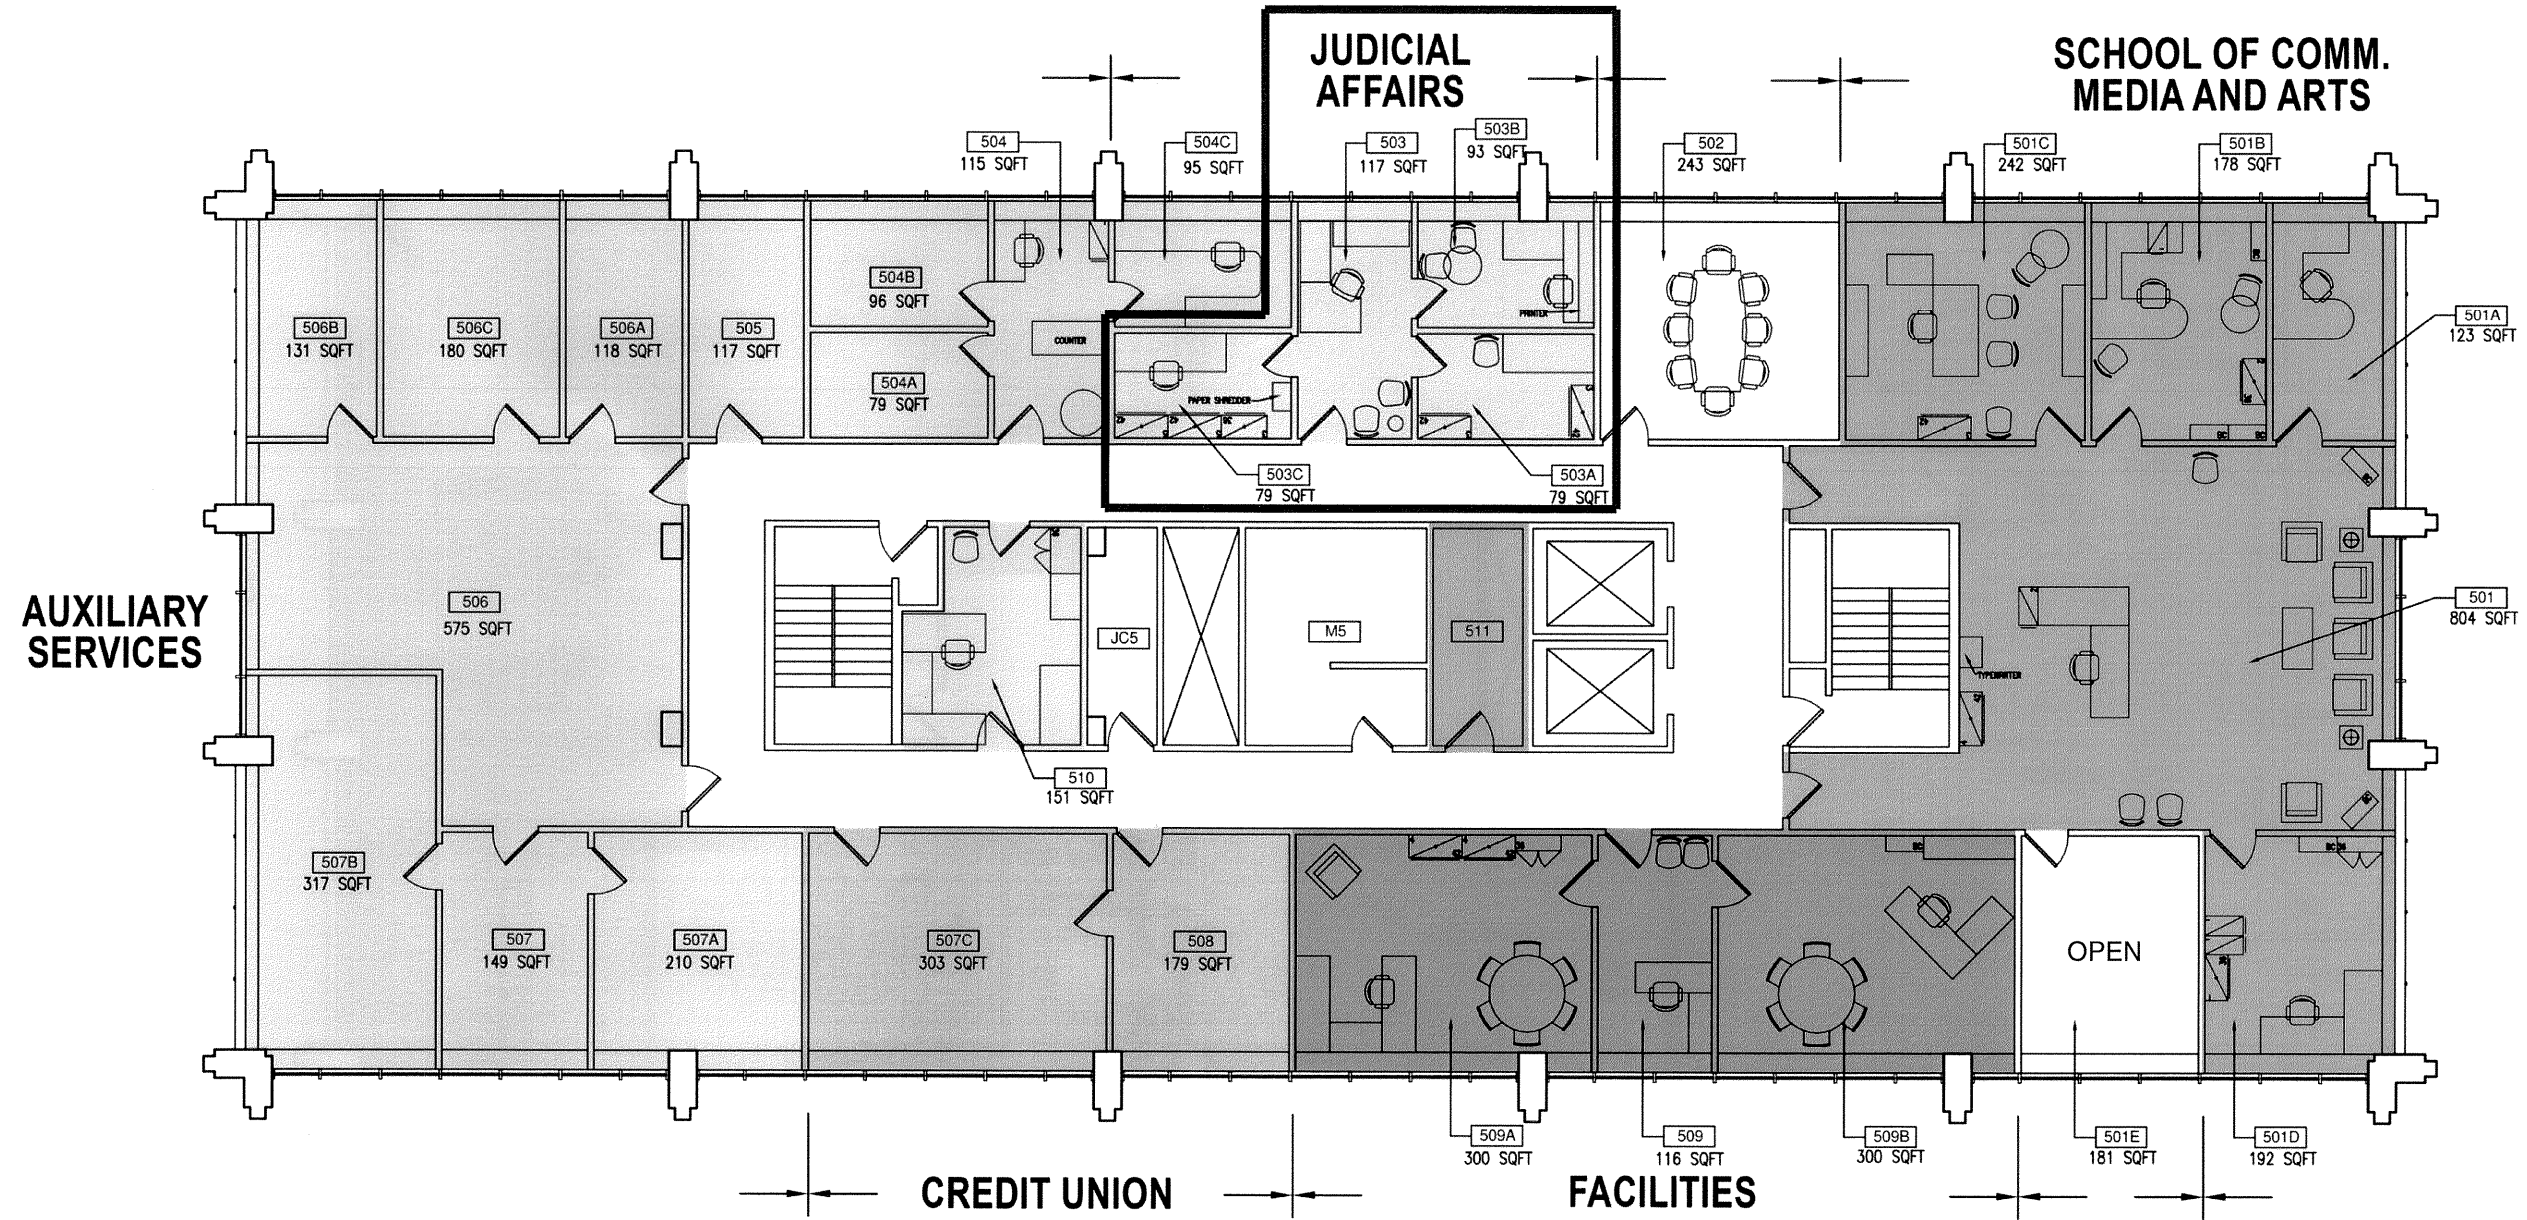 JUDICIAL
AFFAIRS
SCHOOL OF COMM.
MEDIA AND ARTS
504
115 SQFT
504C
95 SQFT
503
117 SQFT
503B
93 SQFT
502
243 SQFT
501C
242 SQFT
501B
178 SQFT
501A
123 SQFT
506B
131 SQFT
506C
180 SQFT
506A
118 SQFT
505
117 SQFT
504B
96 SQFT
504A
79 SQFT
COUNTER
PRINTER
PAPER SHREDDER
503C
79 SQFT
503A
79 SQFT
AUXILIARY
SERVICES
506
575 SQFT
JC5
M5
511
501
804 SQFT
TYPEWRITER
510
151 SQFT
507B
317 SQFT
507
149 SQFT
507A
210 SQFT
507C
303 SQFT
508
179 SQFT
OPEN
509A
300 SQFT
509
116 SQFT
509B
300 SQFT
501E
181 SQFT
501D
192 SQFT
CREDIT UNION
FACILITIES